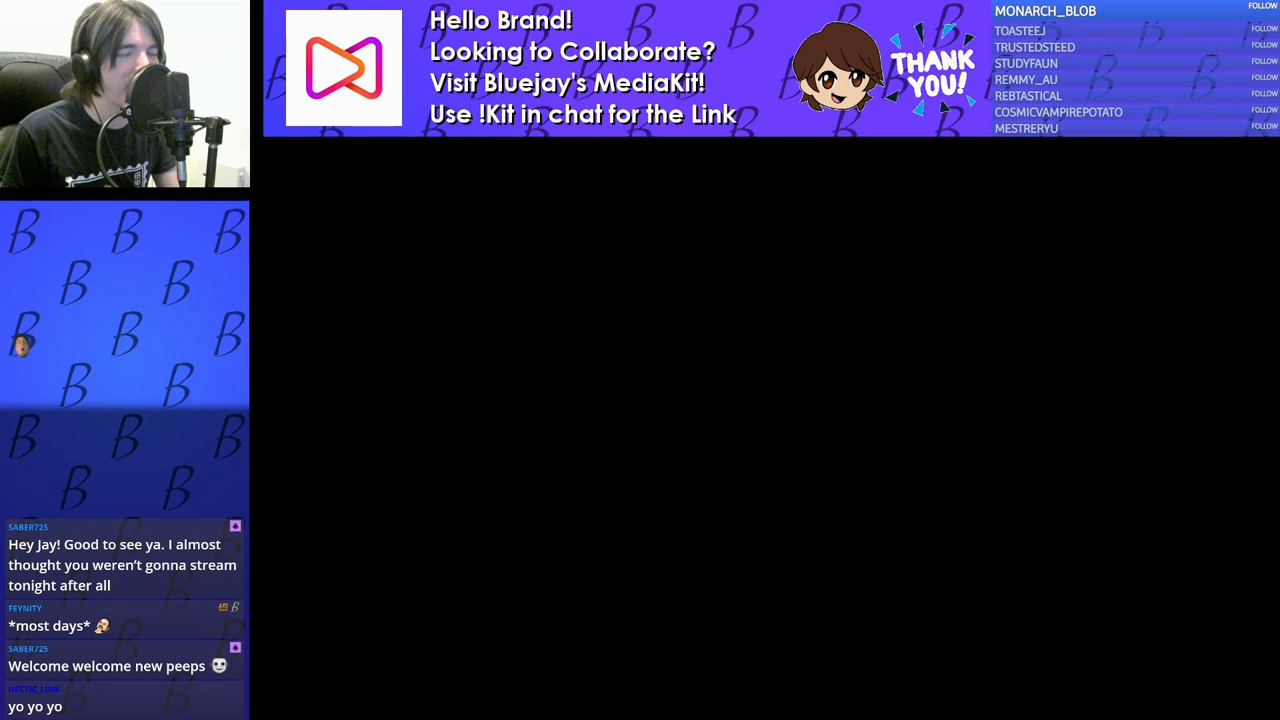 Hello Brand!
Looking to Collaborate?
Visit Bluejay's MediaKit!
Use !Kit in chat for the Link
THANK
YOU!
MONARCH_BLOB FOLLOW
TOASTEEJ FOLLOW
TRUSTEDSTEED FOLLOW
STUDYFAUN FOLLOW
REMMY_AU FOLLOW
REBTASTICAL FOLLOW
COSMICVAMPIREPOTATO FOLLOW
MESTRERYU FOLLOW
B B B
B B
B B B
B B
B B B
B B
SABER725
Hey Jay! Good to see ya. I almost
thought you weren't gonna stream
tonight after all
FEYNITY B
*most days*
SABER725
Welcome welcome new peeps
HECTIC_LINK
yo yo yo